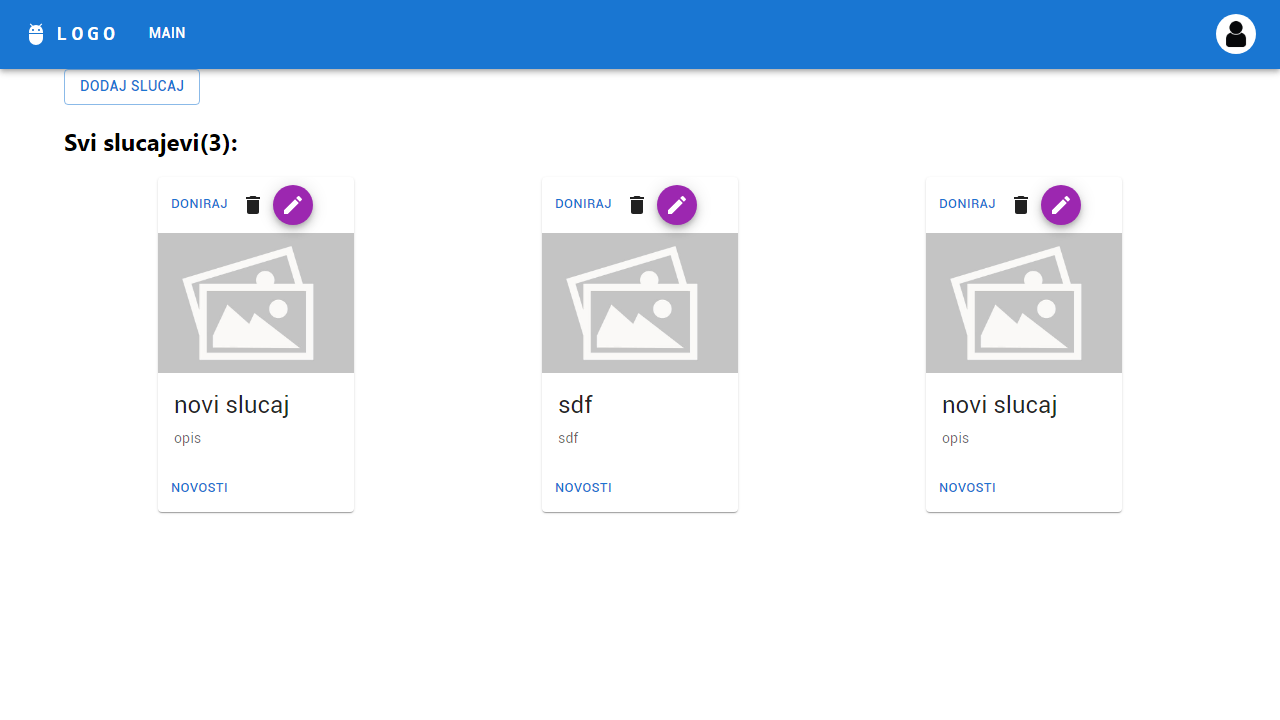 LOGO MAIN
DODAJ SLUCAJ
Svi slucajevi(3):
DONIRAJ
novi slucaj
opis
NOVOSTI
DONIRAJ
sdf
sdf
NOVOSTI
DONIRAJ
novi slucaj
opis
NOVOSTI